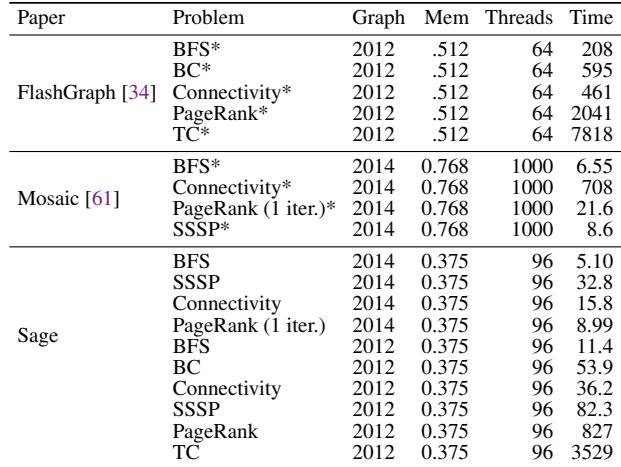 Paper Problem Graph Mem Threads Time
BFS* 2012 .512 64 208
BC* 2012 .512 64 595
FlashGraph [34] Connectivity* 2012 .512 64 461
PageRank* 2012 .512 64 2041
TC* 2012 .512 64 7818
BFS* 2014 0.768 1000 6.55
Mosaic [61] Connectivity* 2014 0.768 1000 708
PageRank (1 iter.)* 2014 0.768 1000 21.6
SSSP* 2014 0.768 1000 8.6
BFS 2014 0.375 96 5.10
SSSP 2014 0.375 96 32.8
Connectivity 2014 0.375 96 15.8
PageRank (1 iter.) 2014 0.375 96 8.99
Sage BFS 2012 0.375 96 11.4
BC 2012 0.375 96 53.9
Connectivity 2012 0.375 96 36.2
SSSP 2012 0.375 96 82.3
PageRank 2012 0.375 96 827
TC 2012 0.375 96 3529